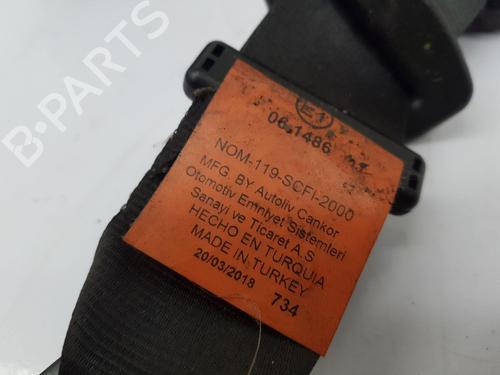 E1
06.1486
NOM-119-SCFI-2000
MFG. BY Autoliv Cankor
Otomotiv Emniyet Sistemleri
Sanayi ve Ticaret A.S
HECHO EN TURQUIA
MADE IN TURKEY
20/03/2018 734
B-PARTS